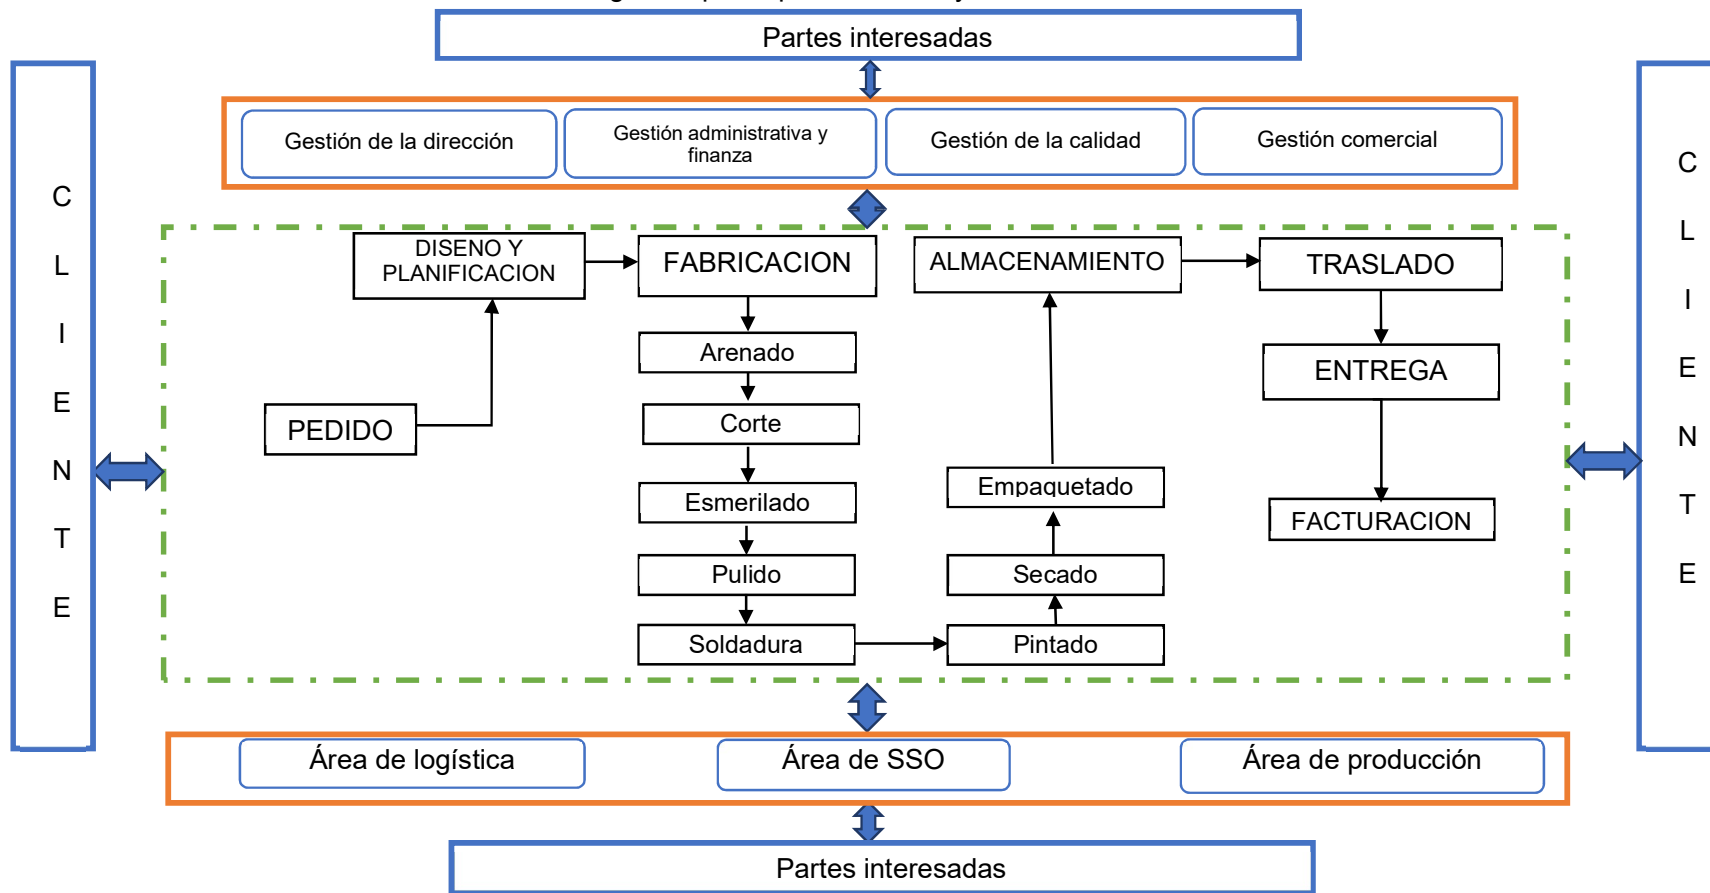 Partes interesadas
Gestión de la dirección
Gestión administrativa y
finanza
Gestión de la calidad
Gestión comercial
C
L
I
E
N
T
E
DISENO Y
PLANIFICACION
FABRICACION
ALMACENAMIENTO
TRASLADO
Arenado
ENTREGA
PEDIDO
Corte
Esmerilado
Empaquetado
FACTURACION
Pulido
Secado
Soldadura
Pintado
C
L
I
E
N
T
E
Área de logística
Área de SSO
Área de producción
Partes interesadas